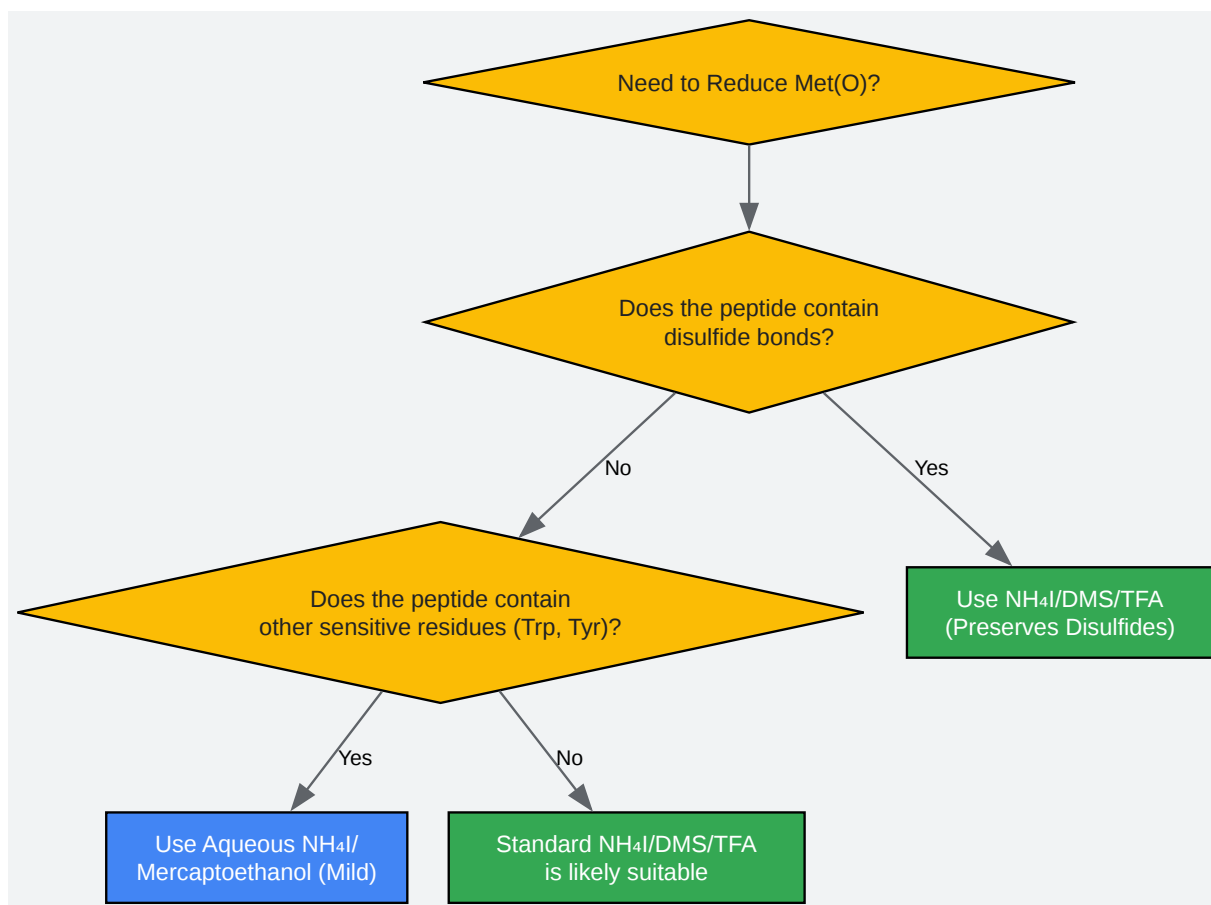 Need to Reduce Met(O)?
Does the peptide contain
disulfide bonds?
No
Yes
Does the peptide contain
other sensitive residues (Trp, Tyr)?
Use NH₄I/DMS/TFA
(Preserves Disulfides)
Yes
No
Use Aqueous NH₄I/
Mercaptoethanol (Mild)
Standard NH₄I/DMS/TFA
is likely suitable